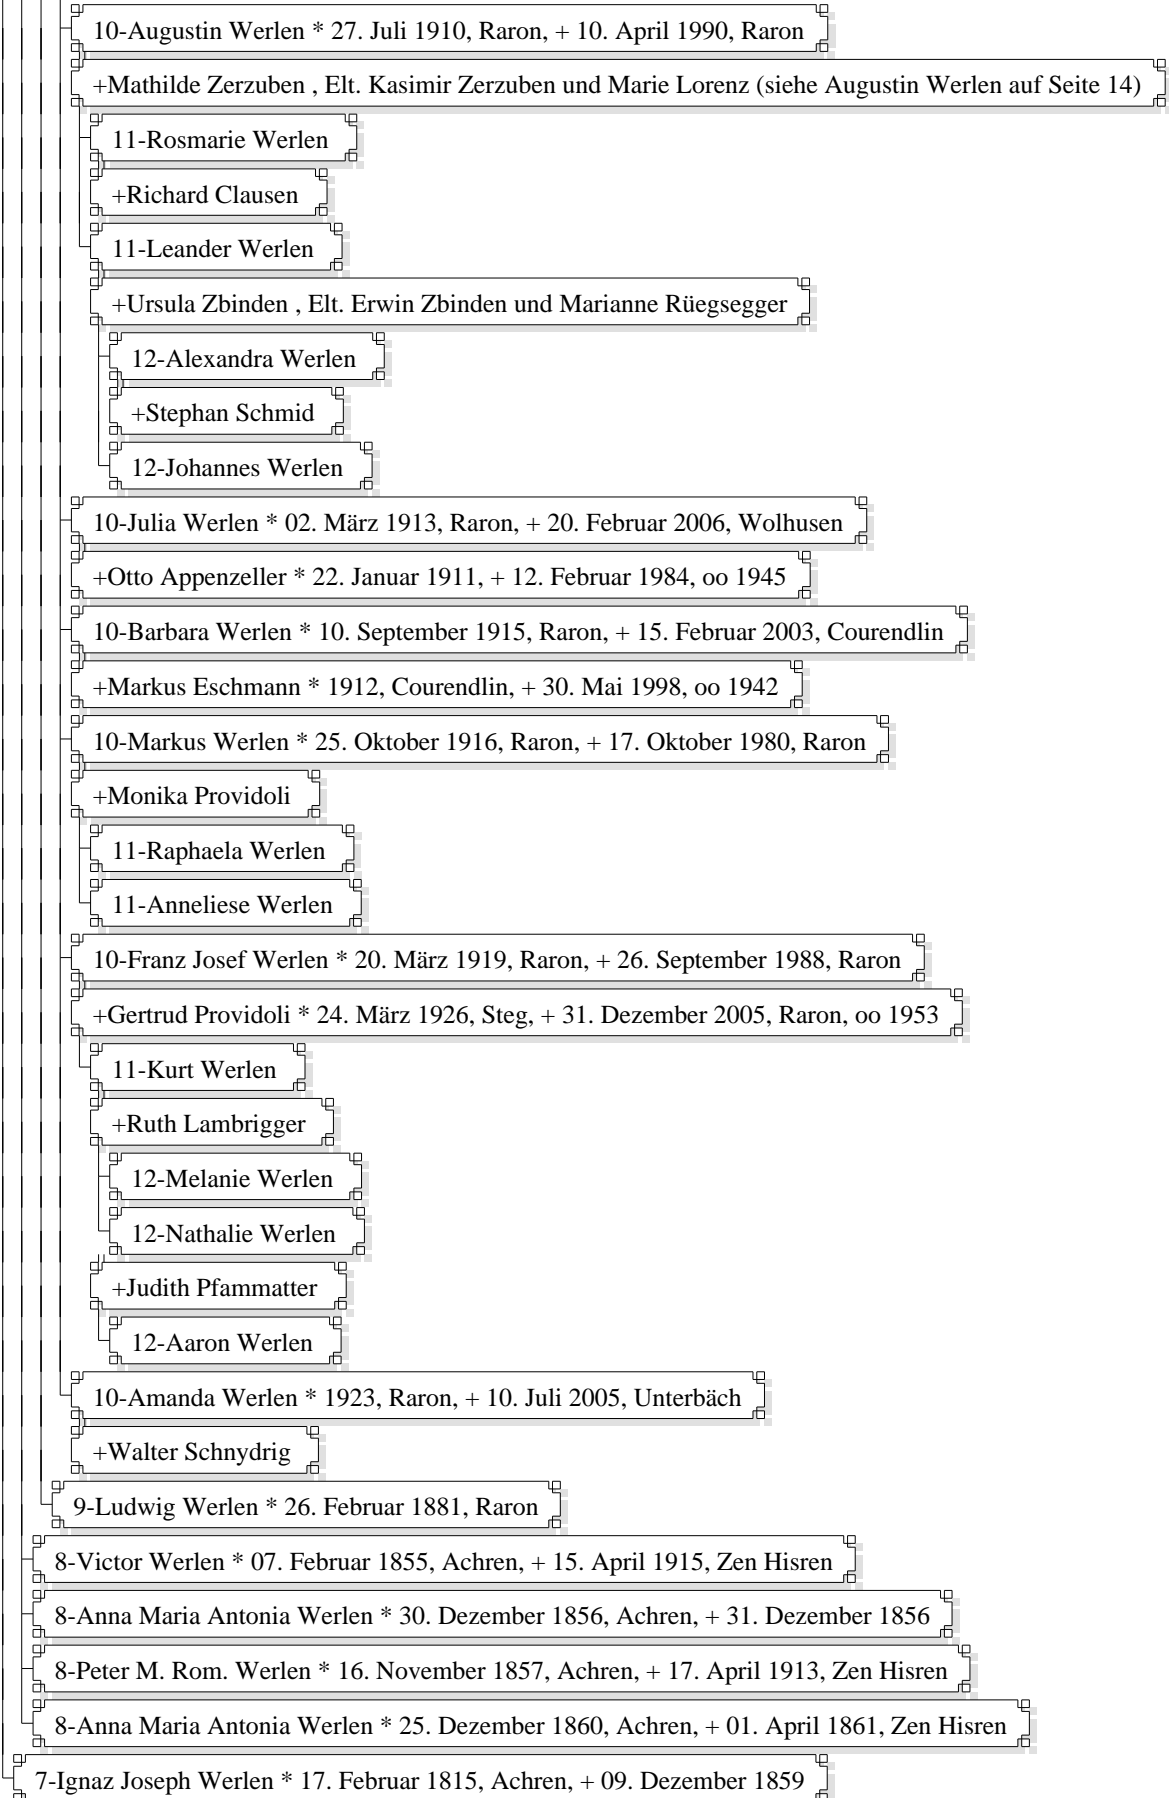 10-Augustin Werlen * 27. Juli 1910, Raron, + 10. April 1990, Raron
+Mathilde Zerzuben , Elt. Kasimir Zerzuben und Marie Lorenz (siehe Augustin Werlen auf Seite 14)
11-Rosmarie Werlen
+Richard Clausen
11-Leander Werlen
+Ursula Zbinden , Elt. Erwin Zbinden und Marianne Rüegsegger
12-Alexandra Werlen
+Stephan Schmid
12-Johannes Werlen
10-Julia Werlen * 02. März 1913, Raron, + 20. Februar 2006, Wolhusen
+Otto Appenzeller * 22. Januar 1911, + 12. Februar 1984, oo 1945
10-Barbara Werlen * 10. September 1915, Raron, + 15. Februar 2003, Courendlin
+Markus Eschmann * 1912, Courendlin, + 30. Mai 1998, oo 1942
10-Markus Werlen * 25. Oktober 1916, Raron, + 17. Oktober 1980, Raron
+Monika Providoli
11-Raphaela Werlen
11-Anneliese Werlen
10-Franz Josef Werlen * 20. März 1919, Raron, + 26. September 1988, Raron
+Gertrud Providoli * 24. März 1926, Steg, + 31. Dezember 2005, Raron, oo 1953
11-Kurt Werlen
+Ruth Lambrigger
12-Melanie Werlen
12-Nathalie Werlen
+Judith Pfammatter
12-Aaron Werlen
10-Amanda Werlen * 1923, Raron, + 10. Juli 2005, Unterbäch
+Walter Schnydrig
9-Ludwig Werlen * 26. Februar 1881, Raron
8-Victor Werlen * 07. Februar 1855, Achren, + 15. April 1915, Zen Hisren
8-Anna Maria Antonia Werlen * 30. Dezember 1856, Achren, + 31. Dezember 1856
8-Peter M. Rom. Werlen * 16. November 1857, Achren, + 17. April 1913, Zen Hisren
8-Anna Maria Antonia Werlen * 25. Dezember 1860, Achren, + 01. April 1861, Zen Hisren
7-Ignaz Joseph Werlen * 17. Februar 1815, Achren, + 09. Dezember 1859